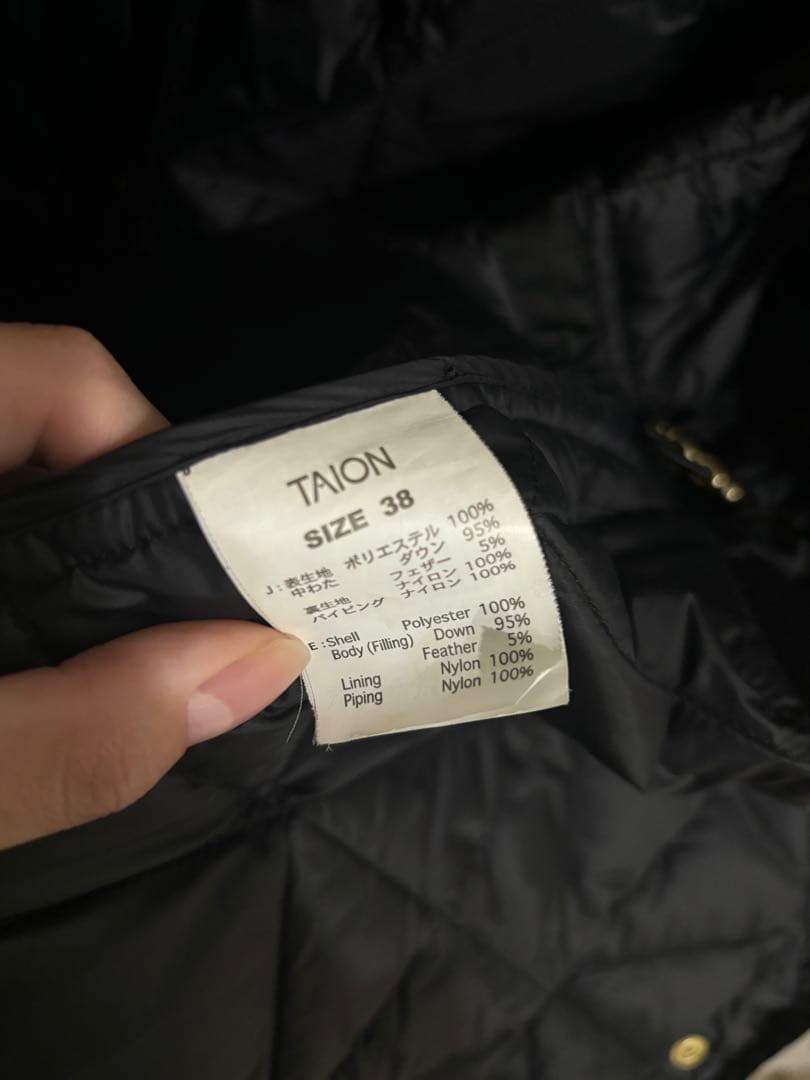 TAION
SIZE 38
J : 表生地 ポリエステル 100%
中わた ダウン 95%
フェザー 5%
裏生地 ナイロン 100%
パイピング ナイロン 100%
E : Shell Polyester 100%
Body (Filling) Down 95%
Feather 5%
Lining Nylon 100%
Piping Nylon 100%